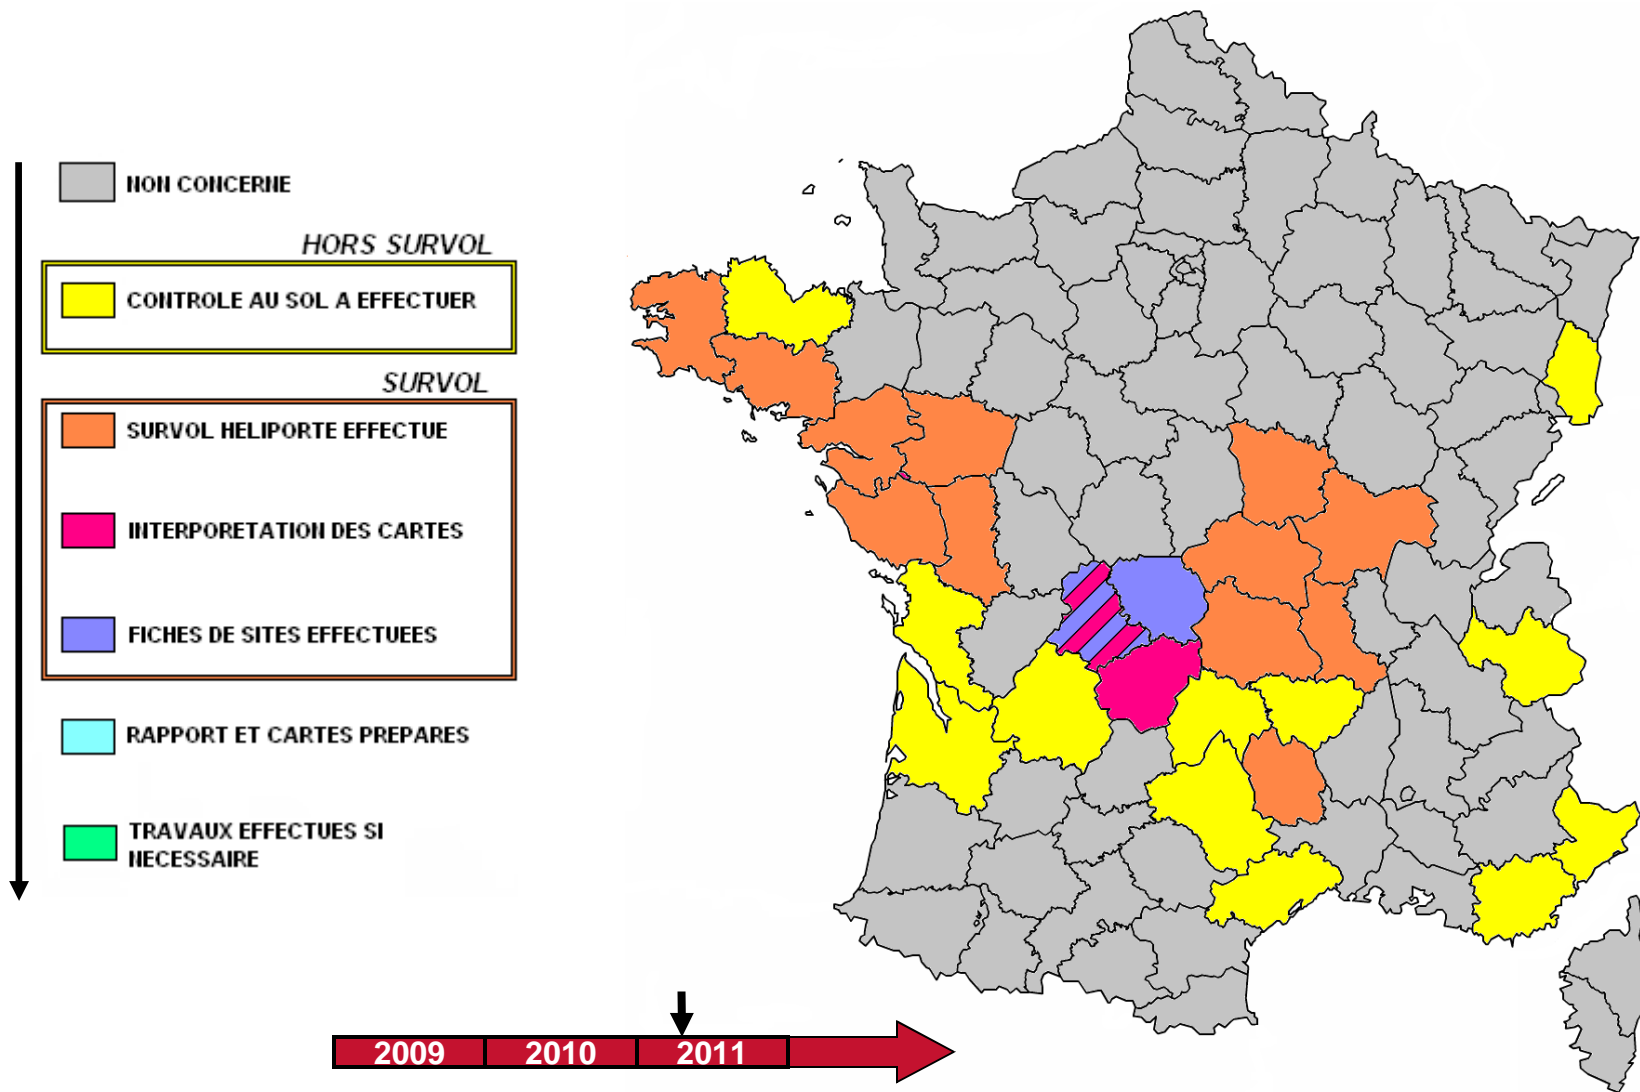 NON CONCERNE
HORS SURVOL
CONTROLE AU SOL A EFFECTUER
SURVOL
SURVOL HELIPORTE EFFECTUE
INTERPORETATION DES CARTES
FICHES DE SITES EFFECTUEES
RAPPORT ET CARTES PREPARES
TRAVAUX EFFECTUES SI
NECESSAIRE
2009 2010 2011